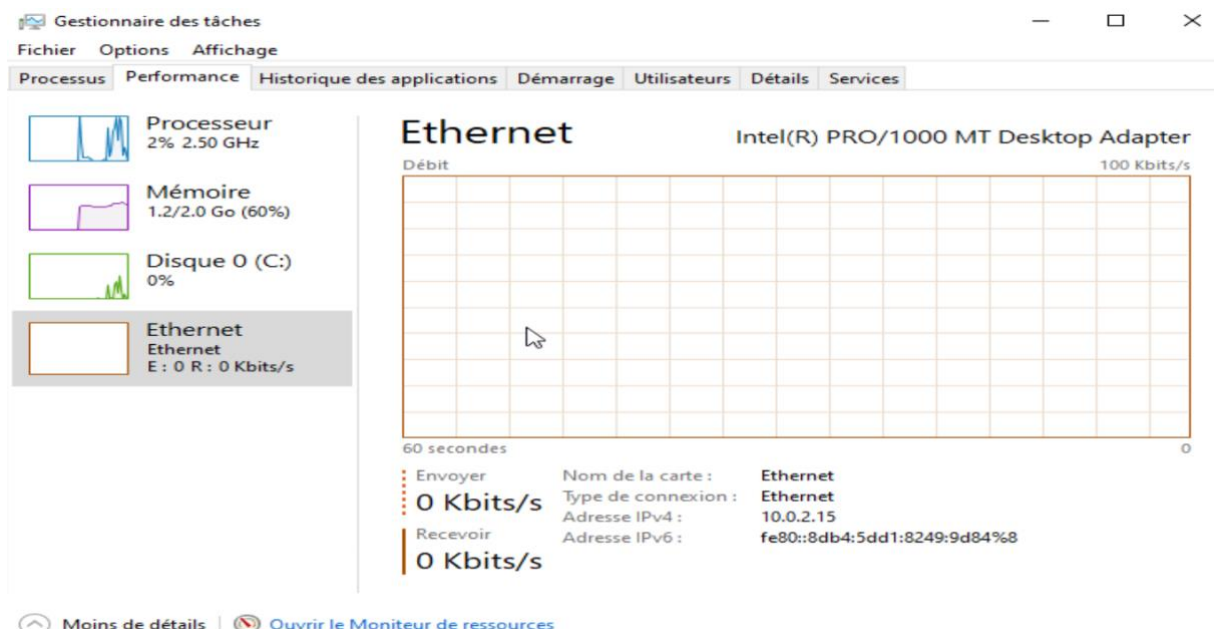 Gestionnaire des tâches
Fichier Options Affichage
Processus Performance Historique des applications Démarrage Utilisateurs Détails Services
Processeur
2% 2.50 GHz
Mémoire
1.2/2.0 Go (60%)
Disque 0 (C:)
0%
Ethernet
Ethernet
E : 0 R : 0 Kbits/s
Ethernet Intel(R) PRO/1000 MT Desktop Adapter
Débit 100 Kbits/s
60 secondes 0
Envoyer
0 Kbits/s
Recevoir
0 Kbits/s
Nom de la carte : Ethernet
Type de connexion : Ethernet
Adresse IPv4 : 10.0.2.15
Adresse IPv6 : fe80::8db4:5dd1:8249:9d84%8
Moins de détails Ouvrir le Moniteur de ressources